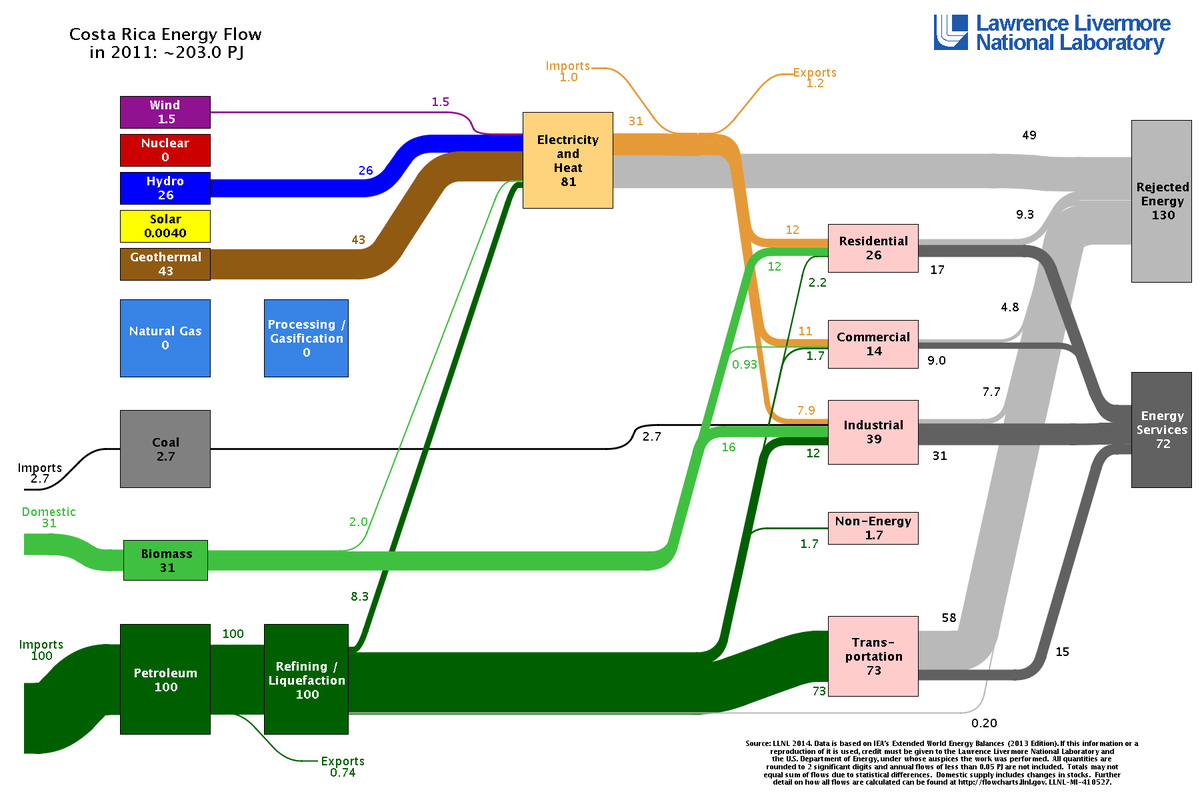 Costa Rica Energy Flow
in 2011: ~203.0 PJ
Lawrence Livermore
National Laboratory
Imports
1.0
Exports
1.2
Wind
1.5
1.5
Nuclear
0
Hydro
26
26
Solar
0.0040
Geothermal
43
43
Electricity
and
Heat
81
31
49
Rejected
Energy
130
Natural Gas
0
Processing /
Gasification
0
12
12
2.2
Residential
26
9.3
17
11
0.93
1.7
Commercial
14
4.8
9.0
Coal
2.7
Imports
2.7
2.7
7.9
16
12
Industrial
39
7.7
31
Energy
Services
72
Domestic
31
Biomass
31
2.0
8.3
1.7
Non-Energy
1.7
Imports
100
Petroleum
100
100
Refining /
Liquefaction
100
Exports
0.74
73
Trans-
portation
73
58
15
0.20
Source: LLNL 2014. Data is based on IEA's Extended World Energy Balances (2013 Edition). If this information or a
reproduction of it is used, credit must be given to the Lawrence Livermore National Laboratory and
the U.S. Department of Energy, under whose auspices the work was performed. All quantities are
rounded to 2 significant digits and annual flows of less than 0.05 PJ are not included. Totals may not
equal sum of flows due to statistical differences. Domestic supply includes changes in stocks. Further
detail on how all flows are calculated can be found at http://flowcharts.llnl.gov. LLNL-MI-410527.